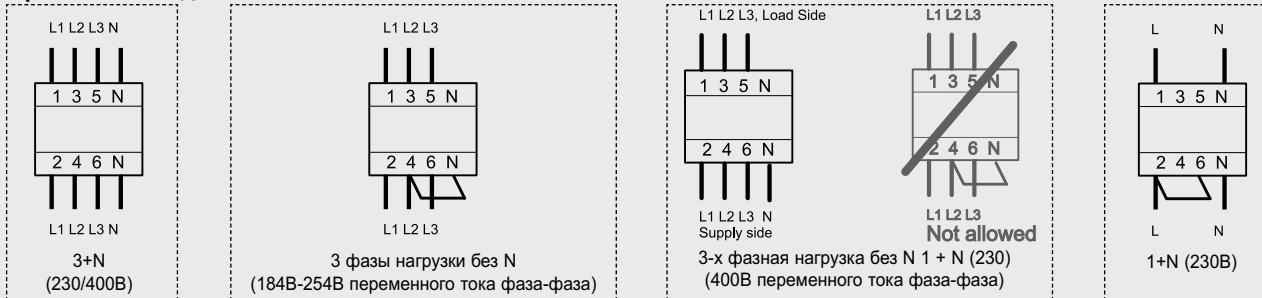 L1 L2 L3 N
1 3 5 N
2 4 6 N
L1 L2 L3 N
3+N
(230/400В)
L1 L2 L3
1 3 5 N
2 4 6 N
L1 L2 L3
3 фазы нагрузки без N
(184В-254В переменного тока фаза-фаза)
L1 L2 L3, Load Side
1 3 5 N
2 4 6 N
L1 L2 L3 N
Supply side
L1 L2 L3
1 3 5 N
2 4 6 N
L1 L2 L3
Not allowed
3-х фазная нагрузка без N 1 + N (230)
(400В переменного тока фаза-фаза)
L N
1 3 5 N
2 4 6 N
L N
1+N (230В)